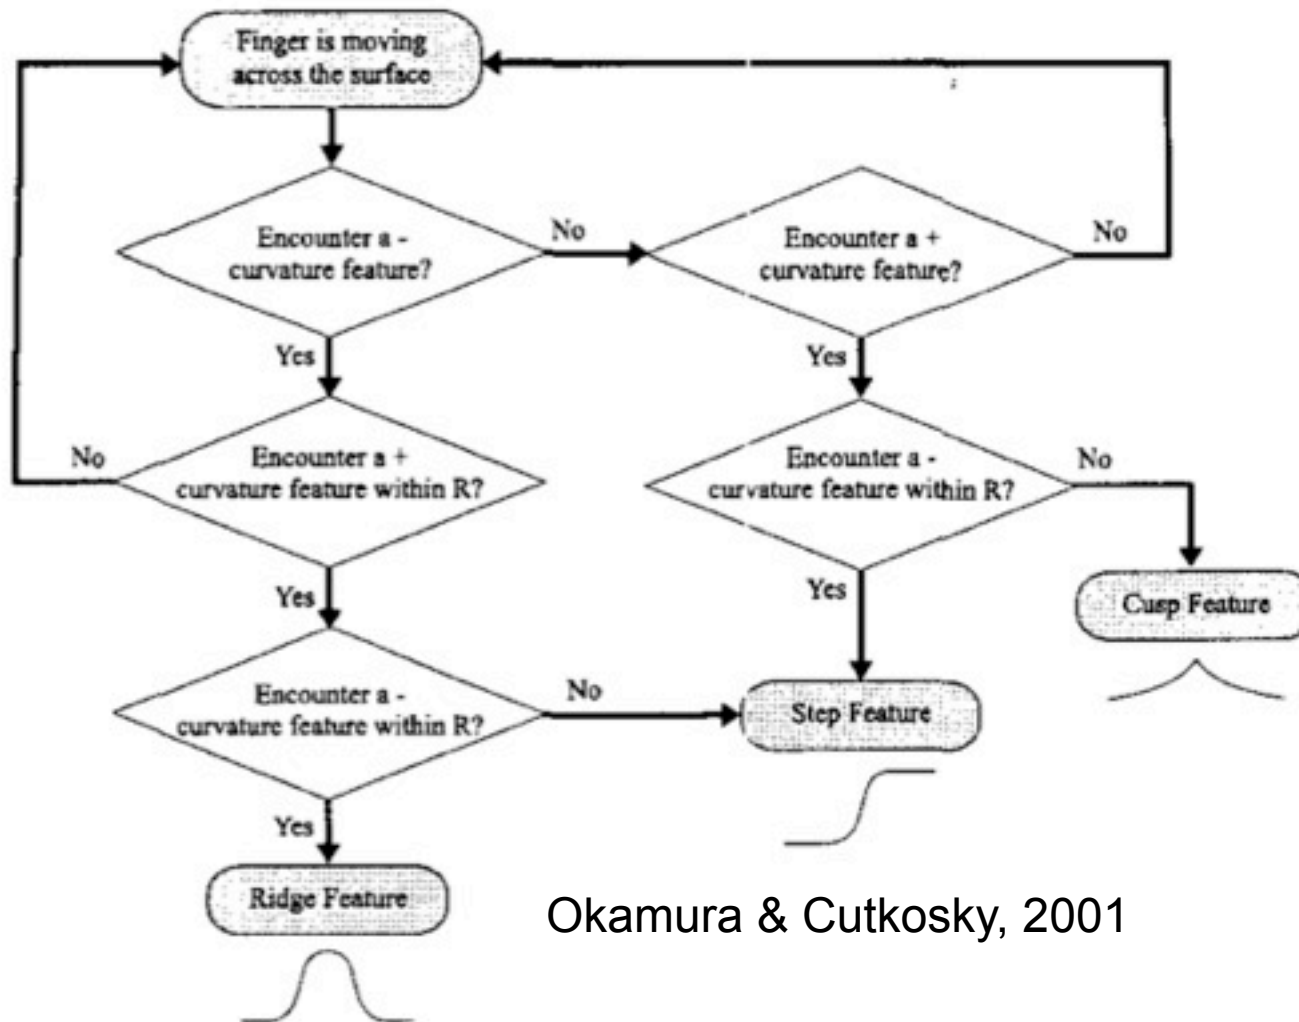 Finger is moving
across the surface
Encounter a -
curvature feature?
No
Encounter a +
curvature feature?
No
Yes
Yes
No
Encounter a +
curvature feature within R?
Encounter a -
curvature feature within R?
No
Yes
Yes
Cusp Feature
Encounter a -
curvature feature within R?
No
Step Feature
Yes
Ridge Feature
Okamura & Cutkosky, 2001